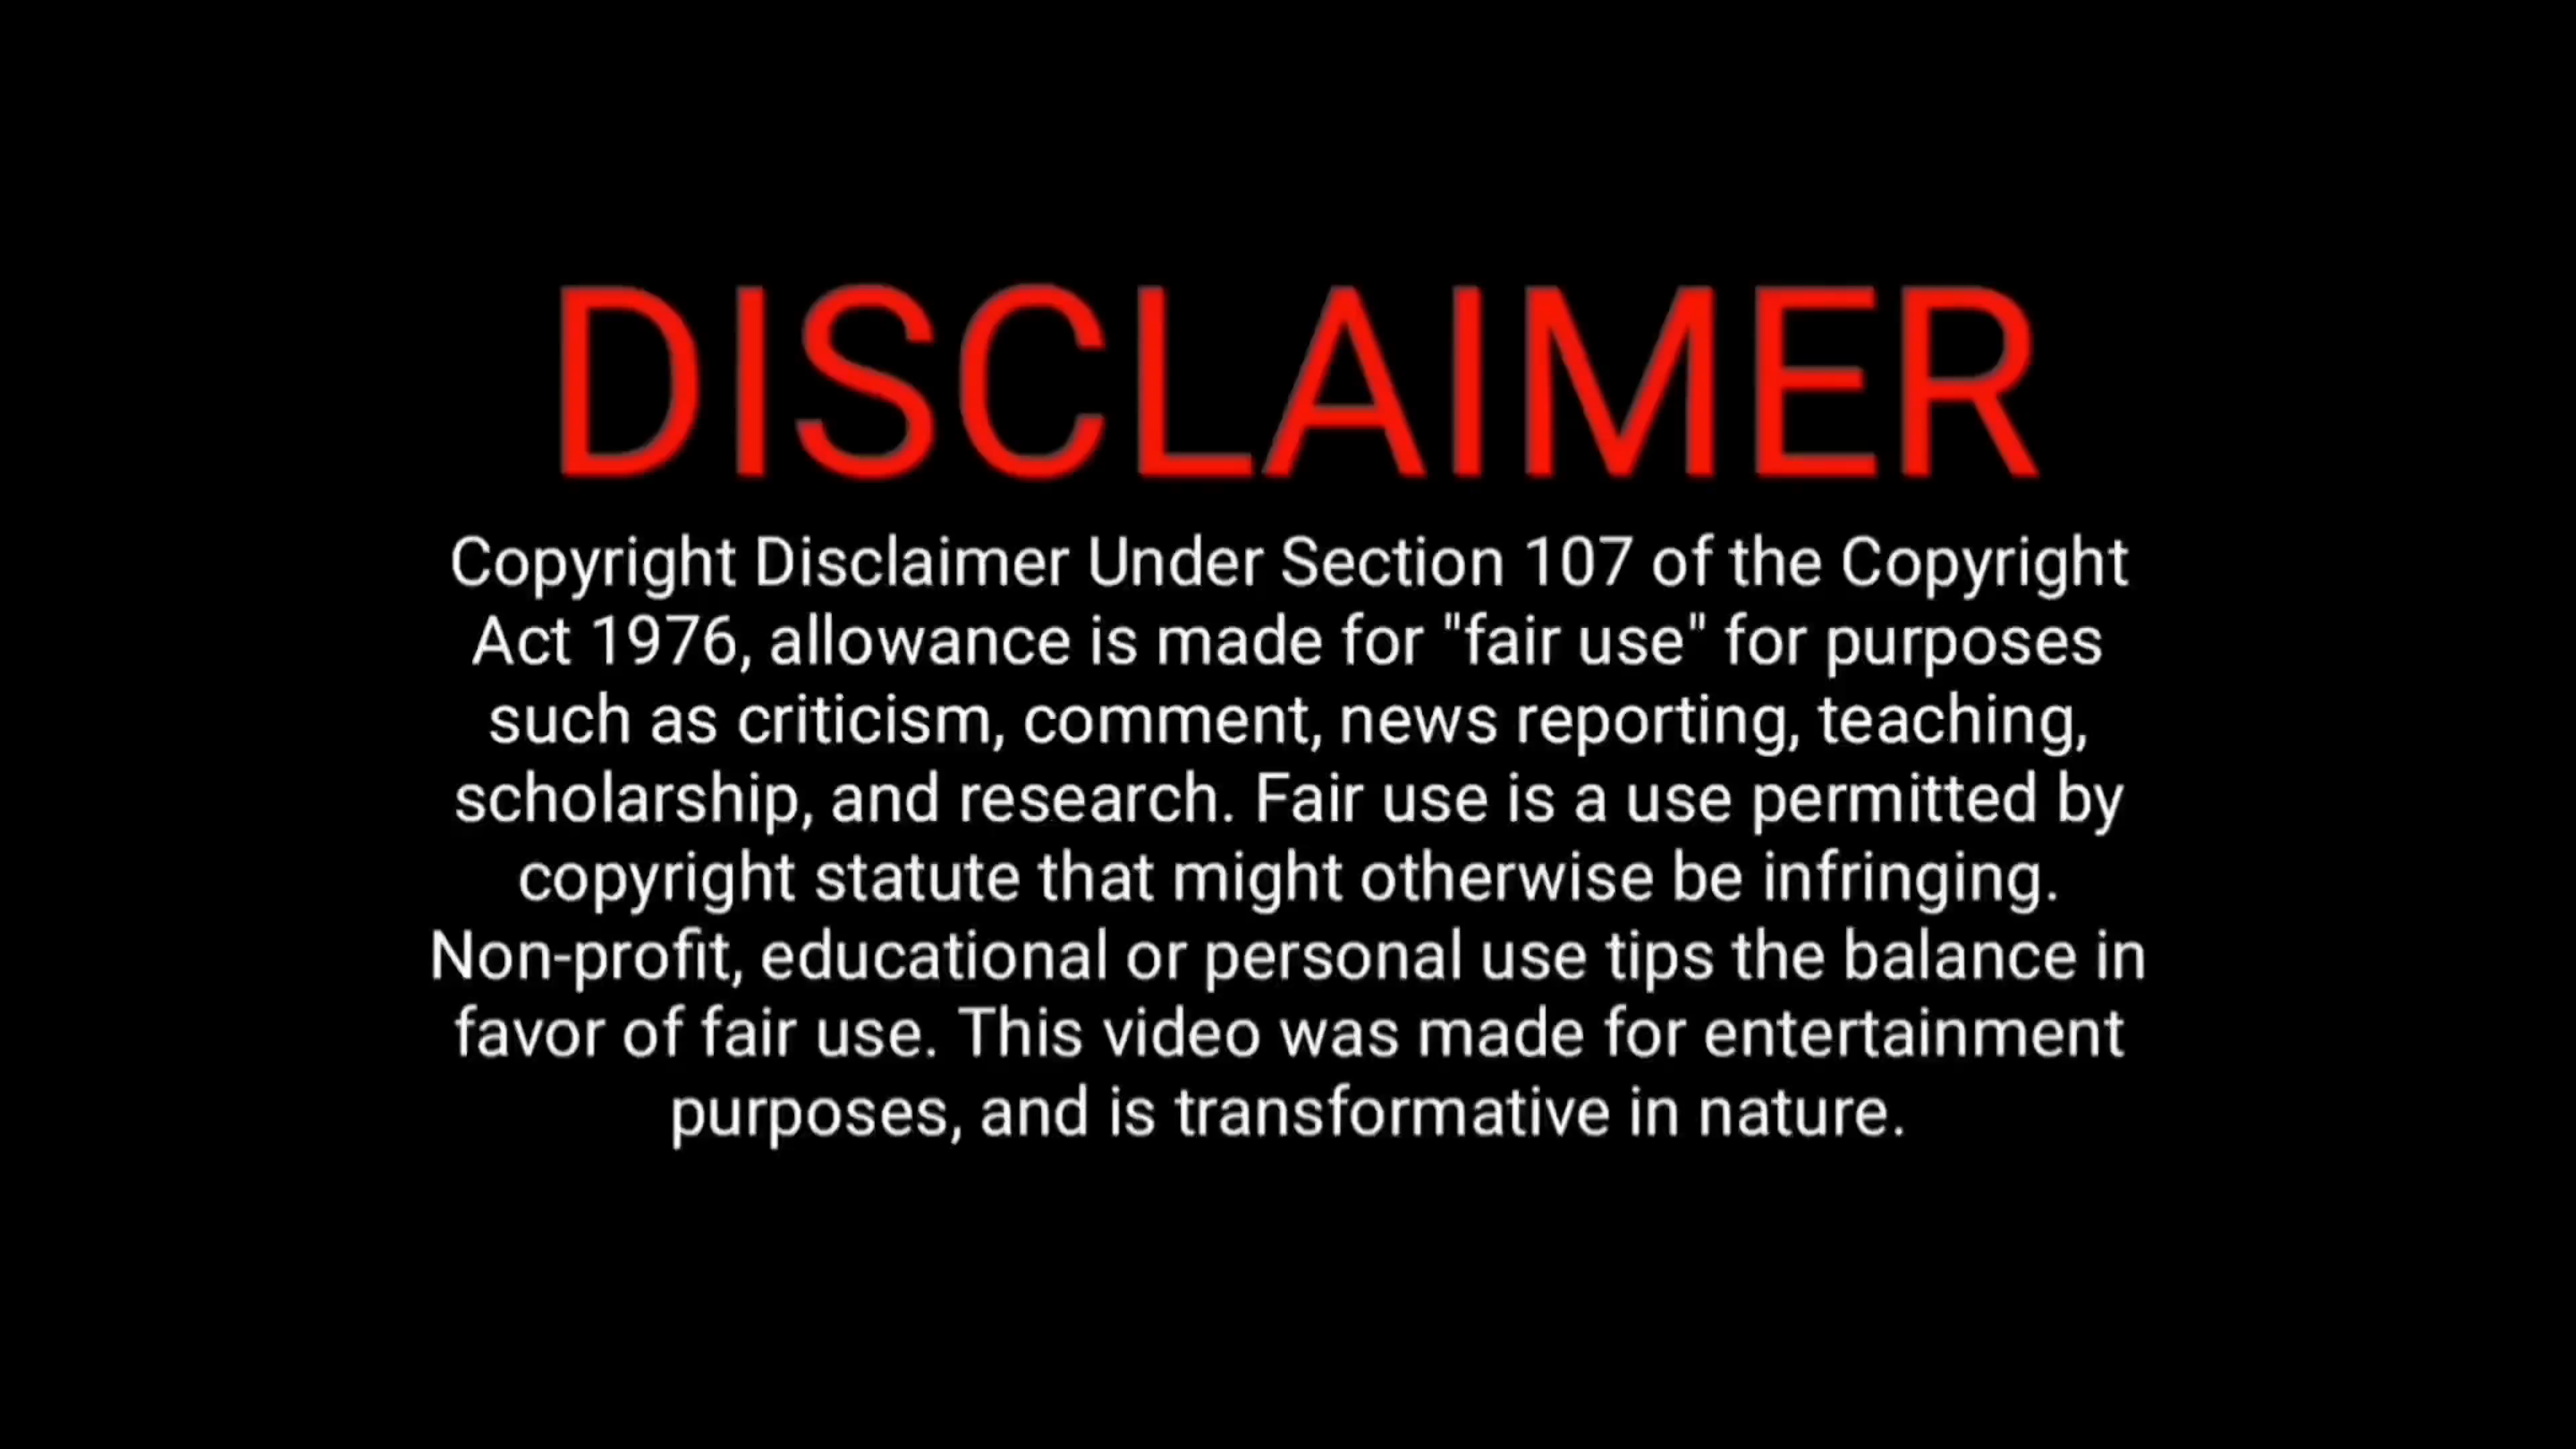 DISCLAIMER
Copyright Disclaimer Under Section 107 of the Copyright
Act 1976, allowance is made for "fair use" for purposes
such as criticism, comment, news reporting, teaching,
scholarship, and research. Fair use is a use permitted by
copyright statute that might otherwise be infringing.
Non-profit, educational or personal use tips the balance in
favor of fair use. This video was made for entertainment
purposes, and is transformative in nature.